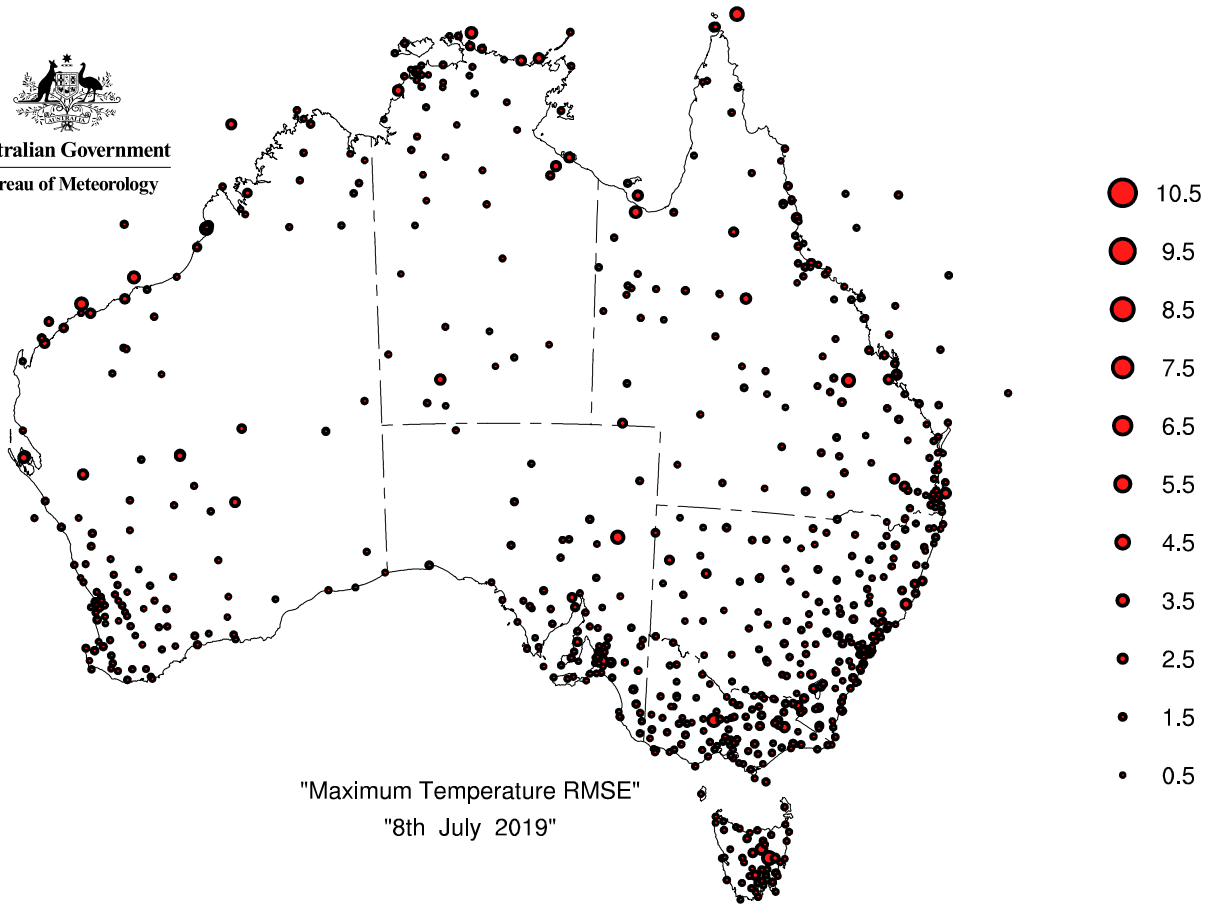 AUSTRALIA
tralian Government
reau of Meteorology
10.5
9.5
8.5
7.5
6.5
5.5
4.5
3.5
2.5
1.5
0.5
"Maximum Temperature RMSE"
"8th July 2019"